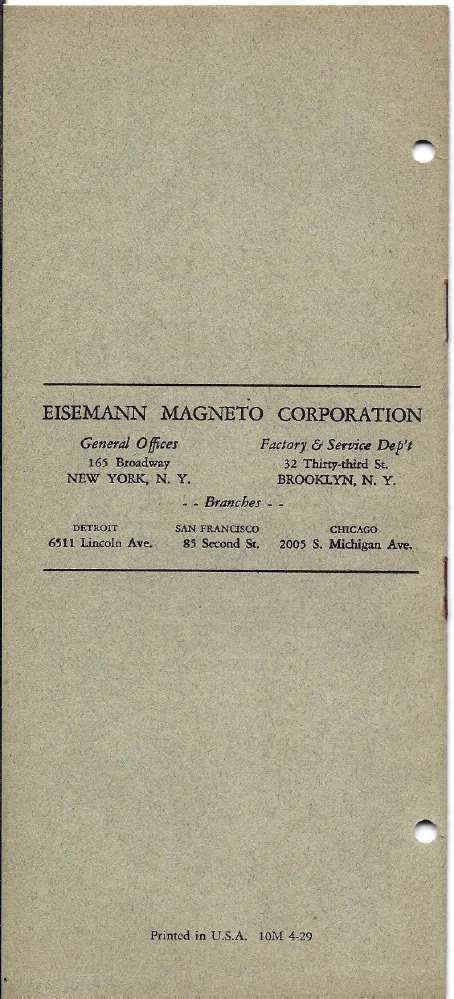 EISEMANN MAGNETO CORPORATION
General Offices Factory & Service Dep't
165 Broadway 32 Thirty-third St.
NEW YORK, N. Y. BROOKLYN, N. Y.
- - Branches - -
DETROIT SAN FRANCISCO CHICAGO
6511 Lincoln Ave. 85 Second St. 2005 S. Michigan Ave.
Printed in U.S.A. 10M 4-29